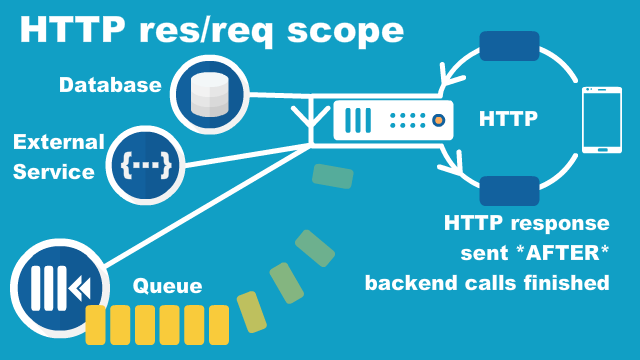 HTTP res/req scope
Database
External
Service
{···}
HTTP
Queue
HTTP response
sent *AFTER*
backend calls finished